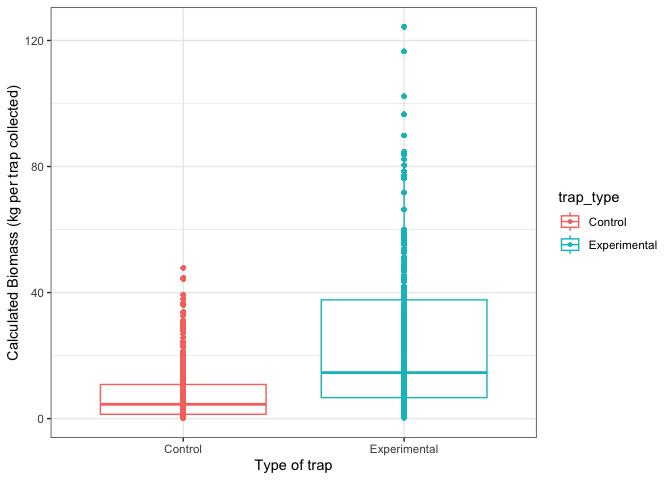 120
80
40
0
Calculated Biomass (kg per trap collected)
Control
Experimental
Type of trap
trap_type
Control
Experimental